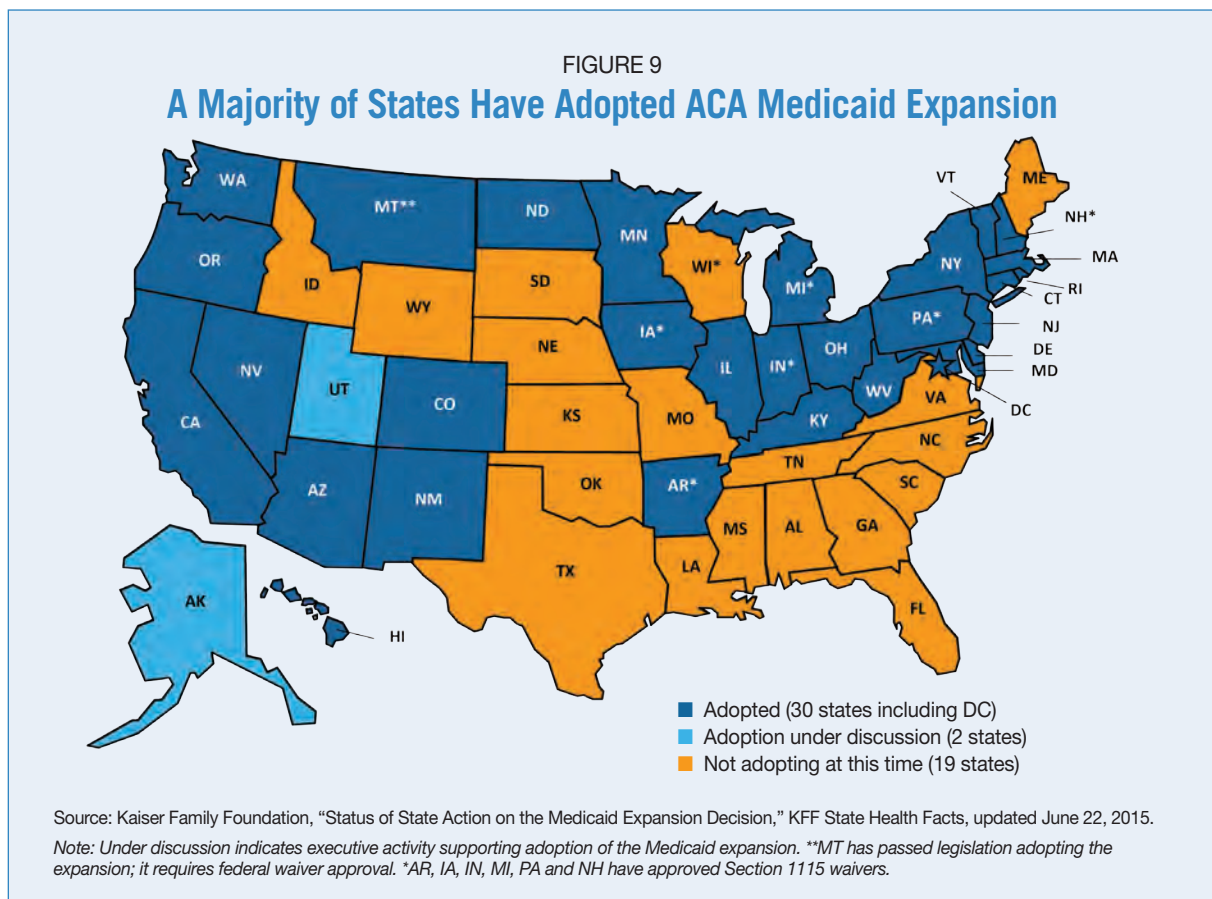 FIGURE 9
A Majority of States Have Adopted ACA Medicaid Expansion
WA
OR
CA
NV
ID
MT**
WY
UT
AZ
CO
NM
ND
SD
NE
KS
OK
TX
MN
IA*
MO
AR*
LA
WI*
IL
MI*
IN*
OH
KY
TN
MS
AL
GA
FL
SC
NC
VA
WV
PA*
NY
VT
ME
NH*
MA
RI
CT
NJ
DE
MD
DC
AK
HI
Adopted (30 states including DC)
Adoption under discussion (2 states)
Not adopting at this time (19 states)
Source: Kaiser Family Foundation, “Status of State Action on the Medicaid Expansion Decision,” KFF State Health Facts, updated June 22, 2015.
Note: Under discussion indicates executive activity supporting adoption of the Medicaid expansion. **MT has passed legislation adopting the
expansion; it requires federal waiver approval. *AR, IA, IN, MI, PA and NH have approved Section 1115 waivers.